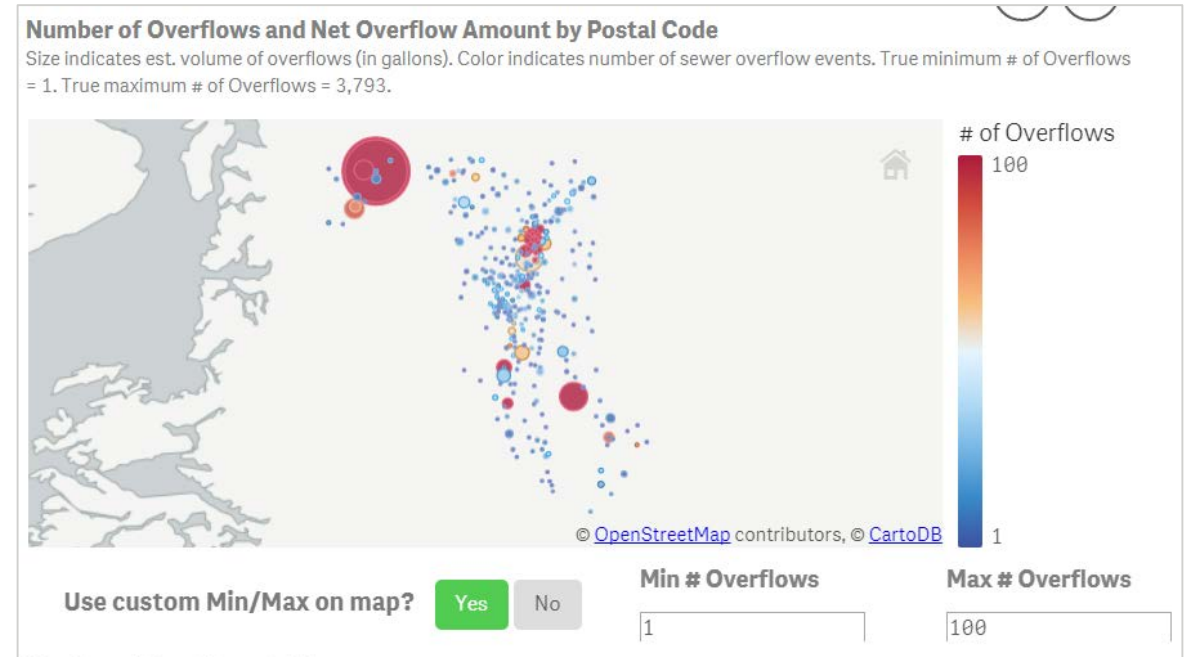 Number of Overflows and Net Overflow Amount by Postal Code
Size indicates est. volume of overflows (in gallons). Color indicates number of sewer overflow events. True minimum # of Overflows
= 1. True maximum # of Overflows = 3,793.
# of Overflows
100
1
© OpenStreetMap contributors, © CartoDB
Use custom Min/Max on map?
Yes
No
Min # Overflows
1
Max # Overflows
100